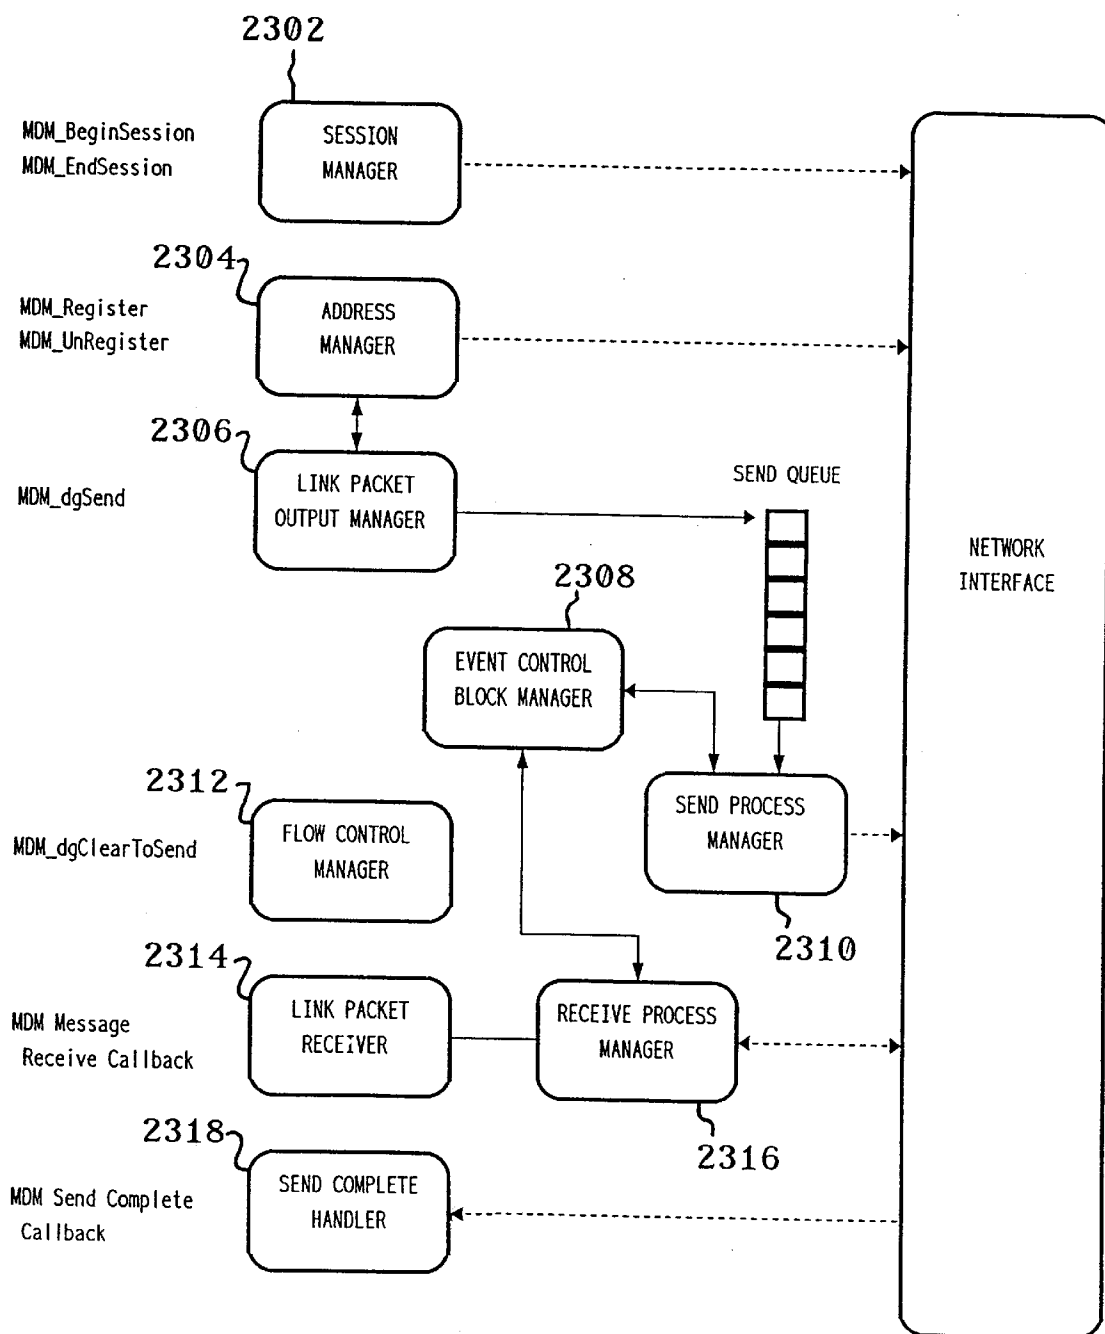 2302
MDM_BeginSession
MDM_EndSession
SESSION
MANAGER
2304
MDM_Register
MDM_UnRegister
ADDRESS
MANAGER
2306
MDM_dgSend
LINK PACKET
OUTPUT MANAGER
SEND QUEUE
NETWORK
INTERFACE
2308
EVENT CONTROL
BLOCK MANAGER
2312
MDM_dgClearToSend
FLOW CONTROL
MANAGER
SEND PROCESS
MANAGER
2310
2314
MDM Message
Receive Callback
LINK PACKET
RECEIVER
RECEIVE PROCESS
MANAGER
2316
2318
MDM Send Complete
Callback
SEND COMPLETE
HANDLER